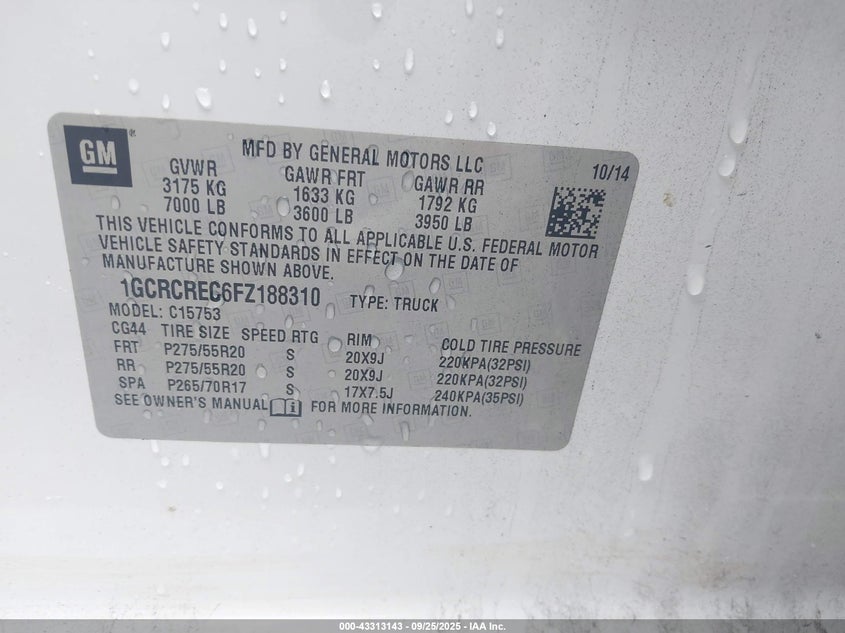 GM
MFD BY GENERAL MOTORS LLC
10/14
GVWR GAWR FRT GAWR RR
3175 KG 1633 KG 1792 KG
7000 LB 3600 LB 3950 LB
THIS VEHICLE CONFORMS TO ALL APPLICABLE U.S. FEDERAL MOTOR
VEHICLE SAFETY STANDARDS IN EFFECT ON THE DATE OF
MANUFACTURE SHOWN ABOVE.
1GCRCREC6FZ188310 TYPE: TRUCK
MODEL: C15753
CG44 TIRE SIZE SPEED RTG RIM COLD TIRE PRESSURE
FRT P275/55R20 S 20X9J 220KPA(32PSI)
RR P275/55R20 S 20X9J 220KPA(32PSI)
SPA P265/70R17 S 17X7.5J 240KPA(35PSI)
SEE OWNER'S MANUAL FOR MORE INFORMATION.
000-43313143 - 09/25/2025 - IAA Inc.